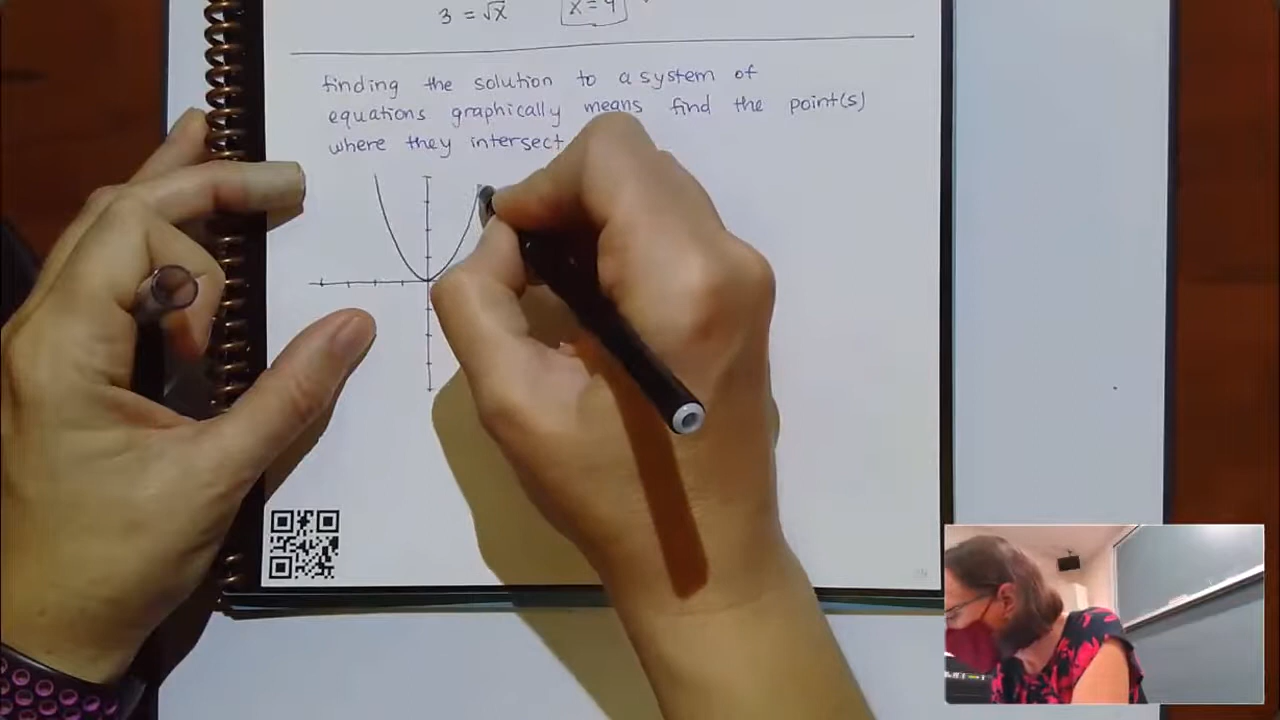 3 = √x x = 9
finding the solution to a system of
equations graphically means find the point(s)
where they intersect